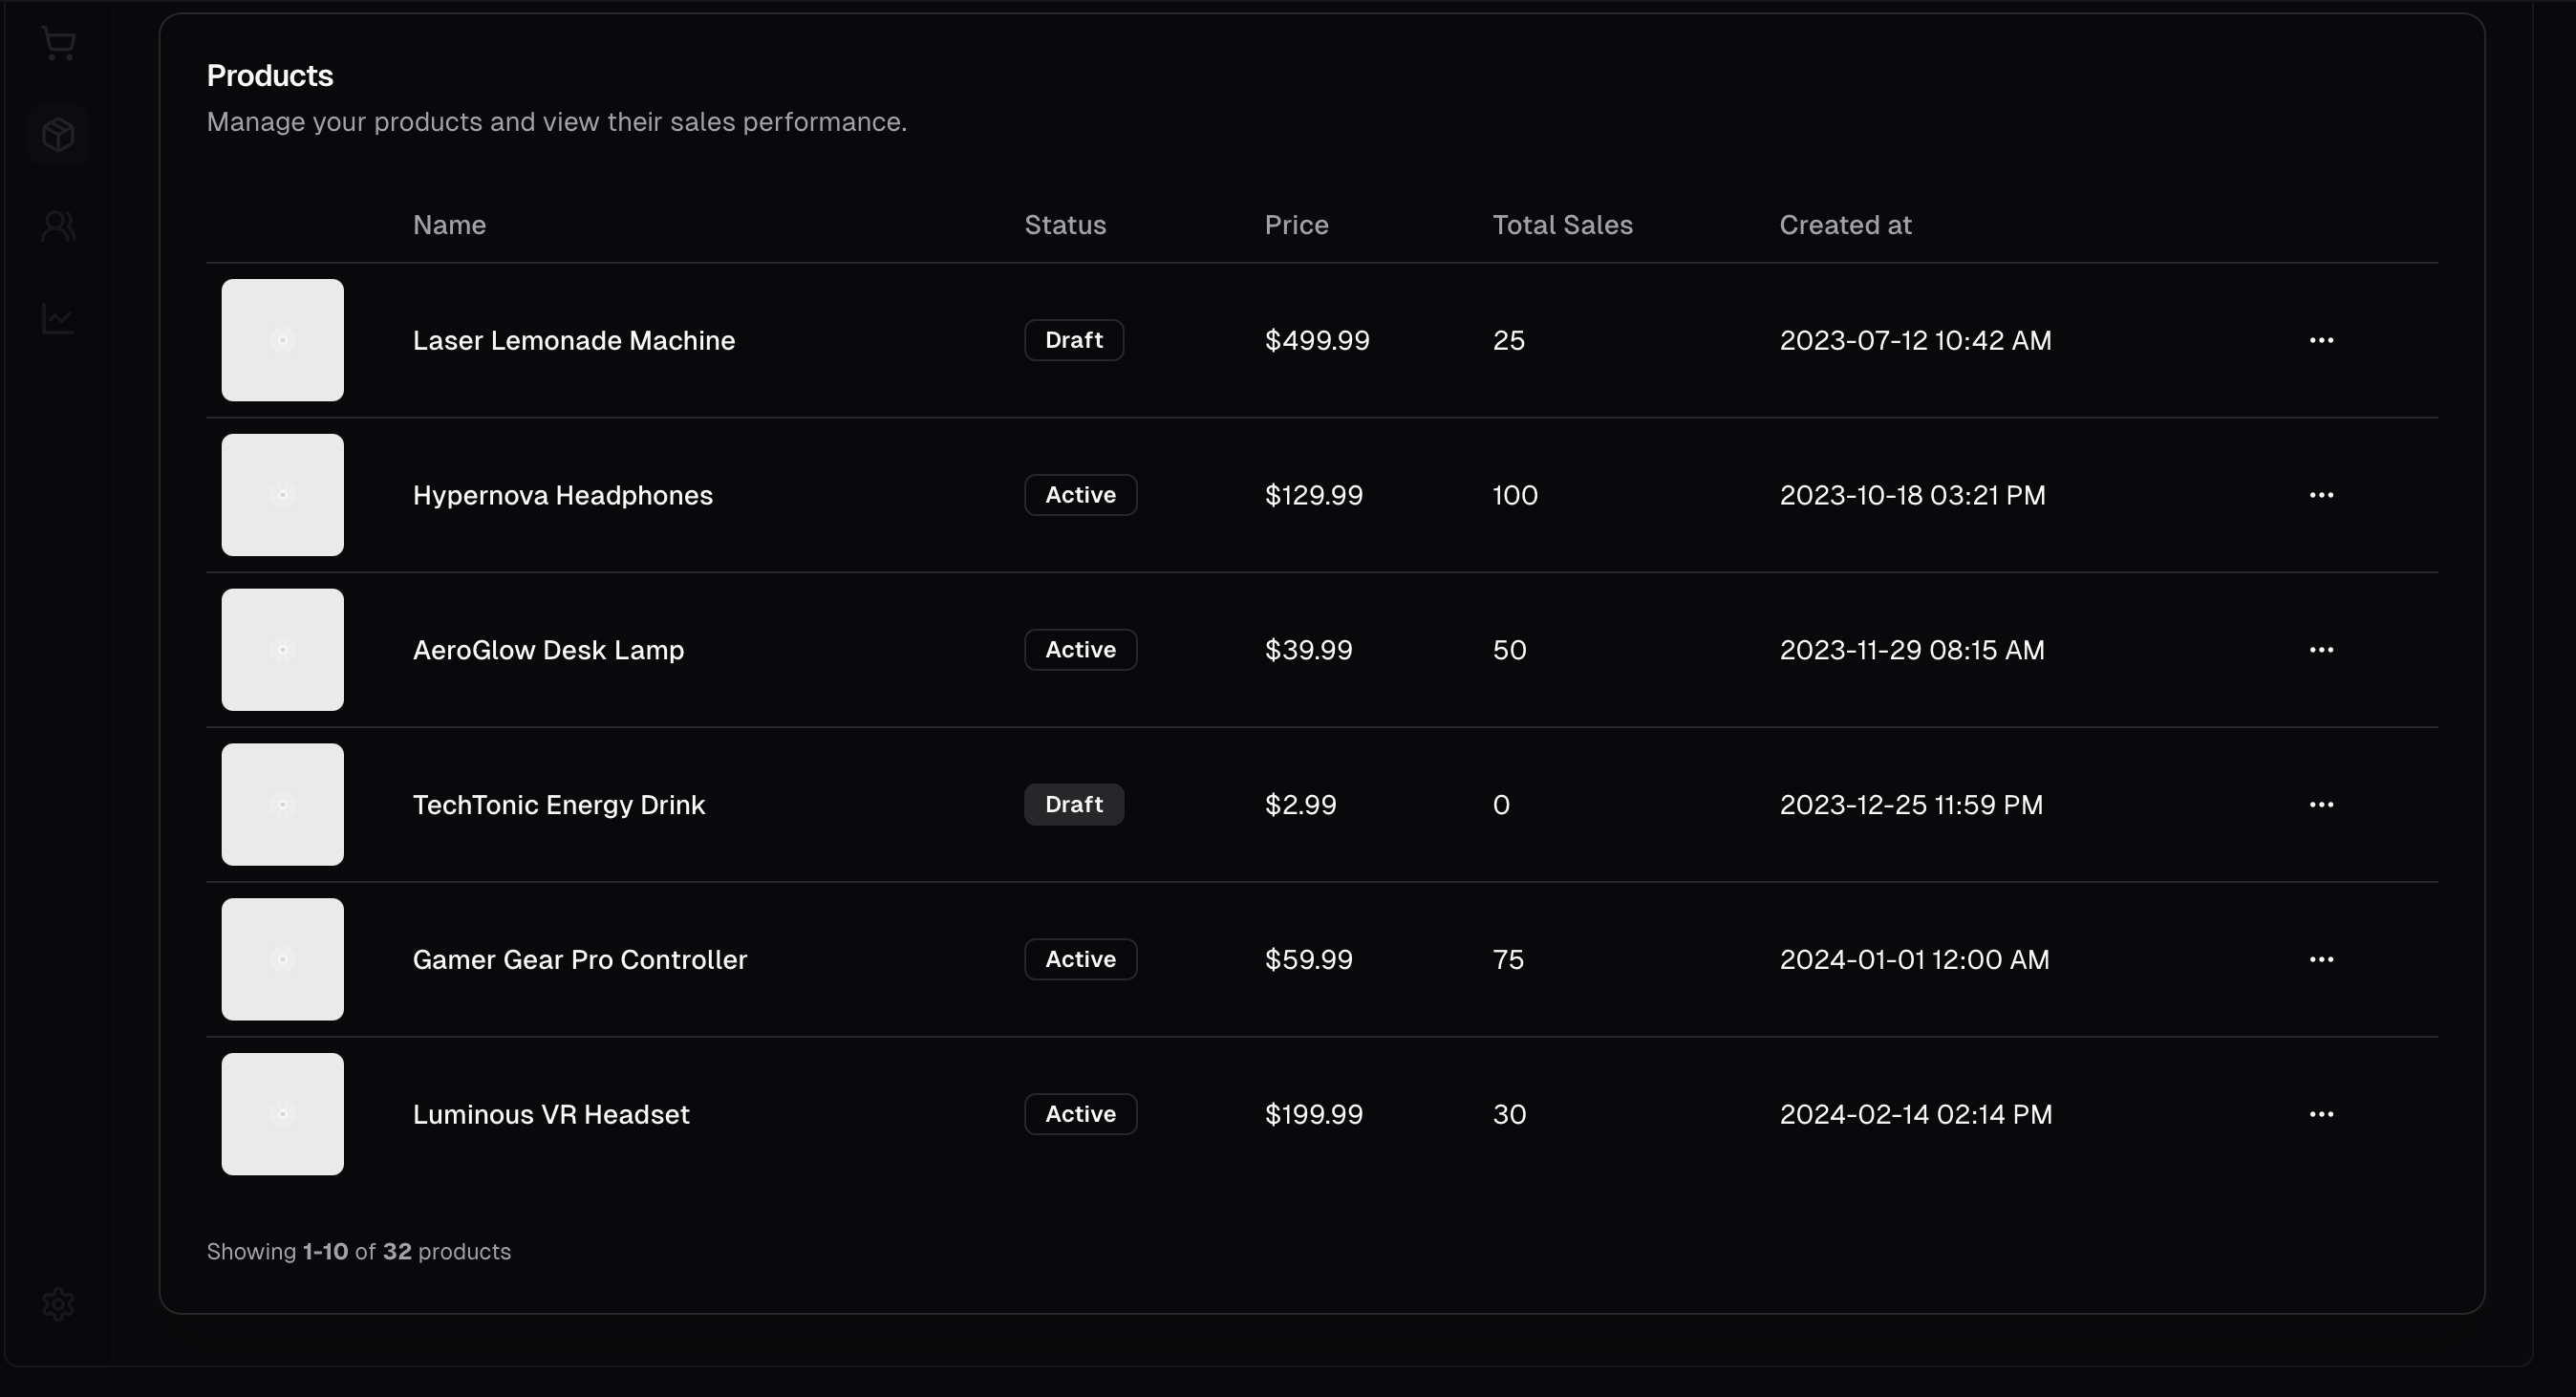 Products
Manage your products and view their sales performance.
Name Status Price Total Sales Created at
Laser Lemonade Machine Draft $499.99 25 2023-07-12 10:42 AM
Hypernova Headphones Active $129.99 100 2023-10-18 03:21 PM
AeroGlow Desk Lamp Active $39.99 50 2023-11-29 08:15 AM
TechTonic Energy Drink Draft $2.99 0 2023-12-25 11:59 PM
Gamer Gear Pro Controller Active $59.99 75 2024-01-01 12:00 AM
Luminous VR Headset Active $199.99 30 2024-02-14 02:14 PM
Showing 1-10 of 32 products